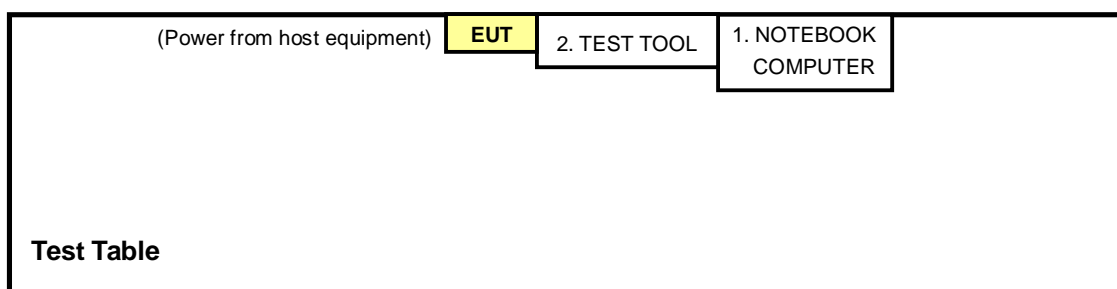 (Power from host equipment)
EUT
2. TEST TOOL
1. NOTEBOOK
COMPUTER
Test Table